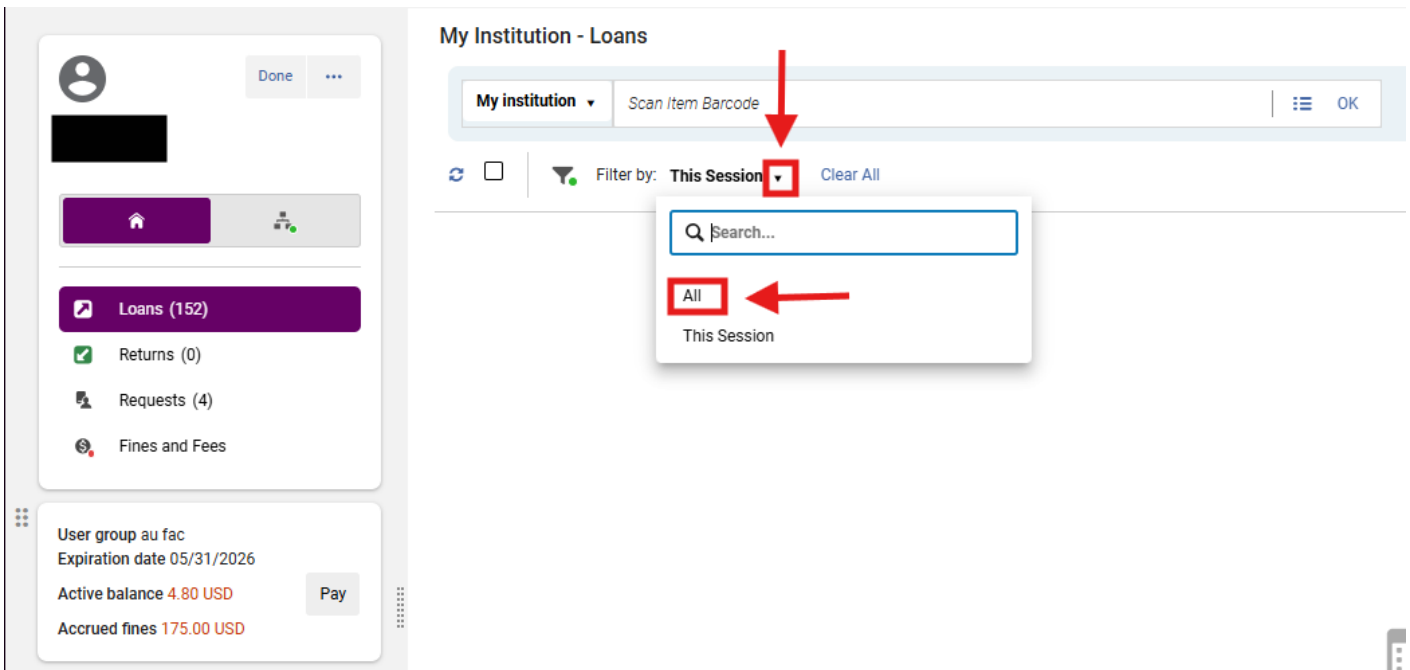 My Institution - Loans
Done
My institution
Scan Item Barcode
OK
Filter by: This Session
Clear All
Search...
All
This Session
Loans (152)
Returns (0)
Requests (4)
Fines and Fees
User group au fac
Expiration date 05/31/2026
Active balance 4.80 USD
Pay
Accrued fines 175.00 USD